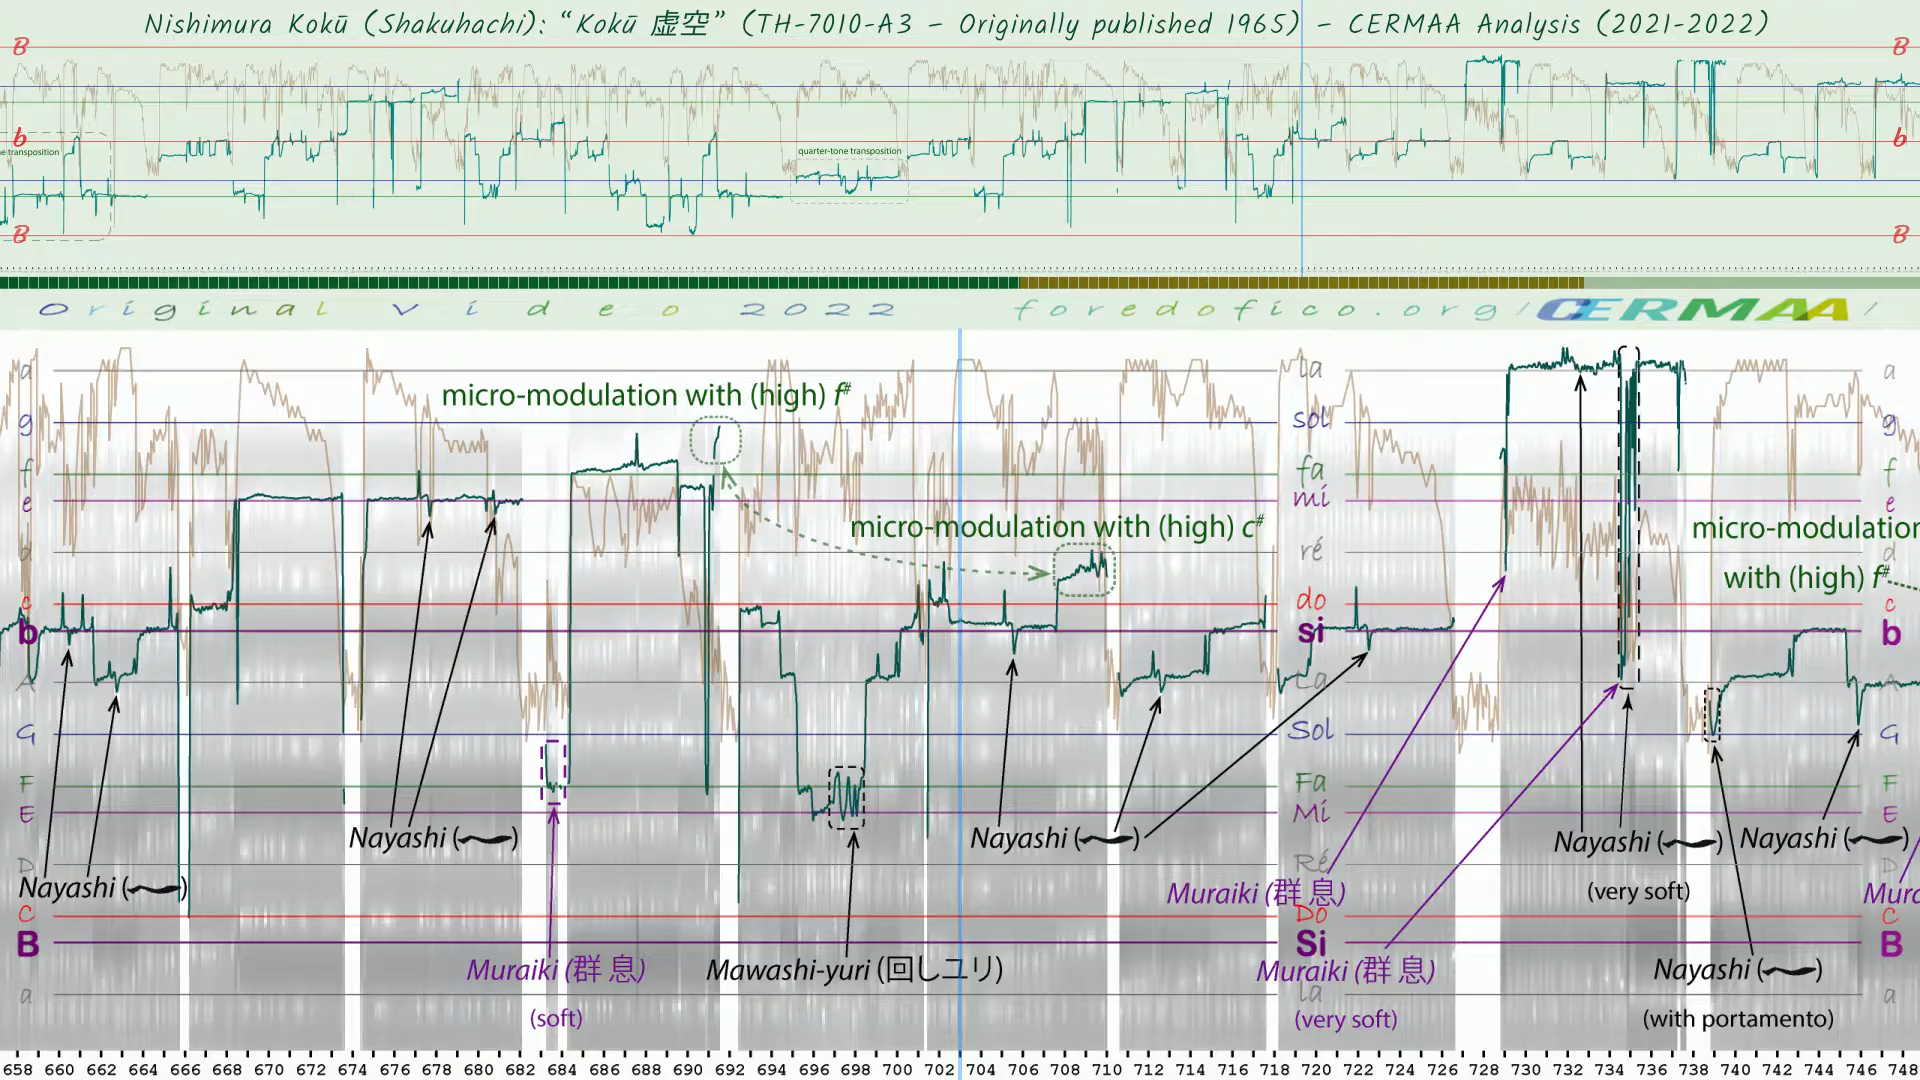 Nishimura Kokū (Shakuhachi): “Kokū 虚空” (TH-7010-A3 – Originally published 1965) – CERMAA Analysis (2021-2022)
B B
b b
e transposition
quarter-tone transposition
B B
Original Video 2022 foredofico.org/CERMAA/
a la a
micro-modulation with (high) f#
g sol g
f fa f
e mi e
micro-modulation with (high) c#
micro-modulation
d ré d
with (high) f#
c do c
b si b
A La A
G Sol G
F Fa F
E Mi E
Nayashi ( ) Nayashi ( ) Nayashi ( ) Nayashi ( )
D Ré D
Nayashi ( )
Muraiki (群息)
(very soft)
Mura
C Do C
B Si B
Muraiki (群息) Mawashi-yuri (回しユリ) Muraiki (群息) Nayashi ( )
a la a
(soft) (very soft) (with portamento)
658 660 662 664 666 668 670 672 674 676 678 680 682 684 686 688 690 692 694 696 698 700 702 704 706 708 710 712 714 716 718 720 722 724 726 728 730 732 734 736 738 740 742 744 746 748